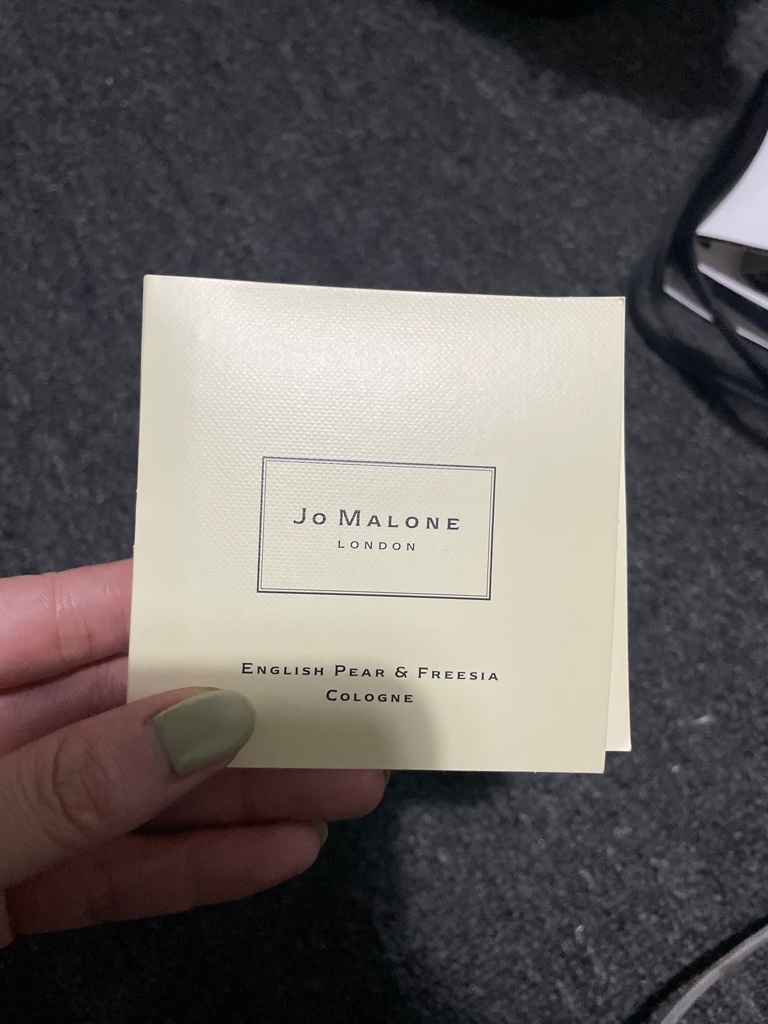 Jo Malone
London
English Pear & Freesia
Cologne